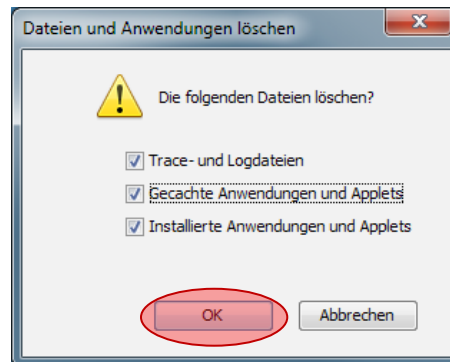 Dateien und Anwendungen löschen
Die folgenden Dateien löschen?
Trace- und Logdateien
Gecachte Anwendungen und Applets
Installierte Anwendungen und Applets
OK
Abbrechen